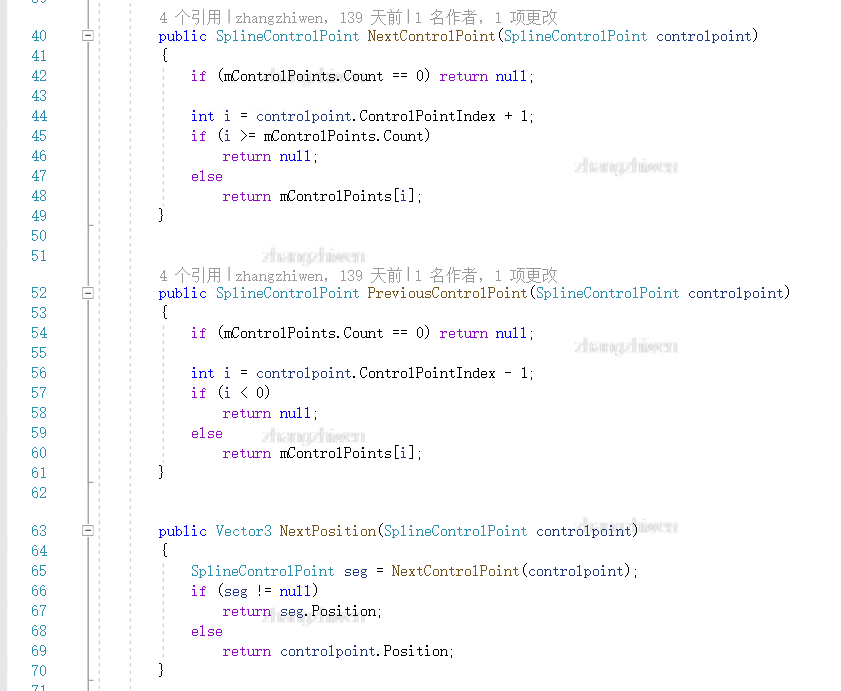 4 个引用|zhangzhiwen，139 天前|1 名作者，1 项更改
40 public SplineControlPoint NextControlPoint(SplineControlPoint controlpoint)
41 {
42 if (mControlPoints.Count == 0) return null;
43
44 int i = controlpoint.ControlPointIndex + 1;
45 if (i >= mControlPoints.Count)
46 return null;
47 else
48 return mControlPoints[i];
49 }
50
51
4 个引用|zhangzhiwen，139 天前|1 名作者，1 项更改
52 public SplineControlPoint PreviousControlPoint(SplineControlPoint controlpoint)
53 {
54 if (mControlPoints.Count == 0) return null;
55
56 int i = controlpoint.ControlPointIndex - 1;
57 if (i < 0)
58 return null;
59 else
60 return mControlPoints[i];
61 }
62
63 public Vector3 NextPosition(SplineControlPoint controlpoint)
64 {
65 SplineControlPoint seg = NextControlPoint(controlpoint);
66 if (seg != null)
67 return seg.Position;
68 else
69 return controlpoint.Position;
70 }
zhangzhiwen
zhangzhiwen
zhangzhiwen
zhangzhiwen
zhangzhiwen
zhangzhiwen